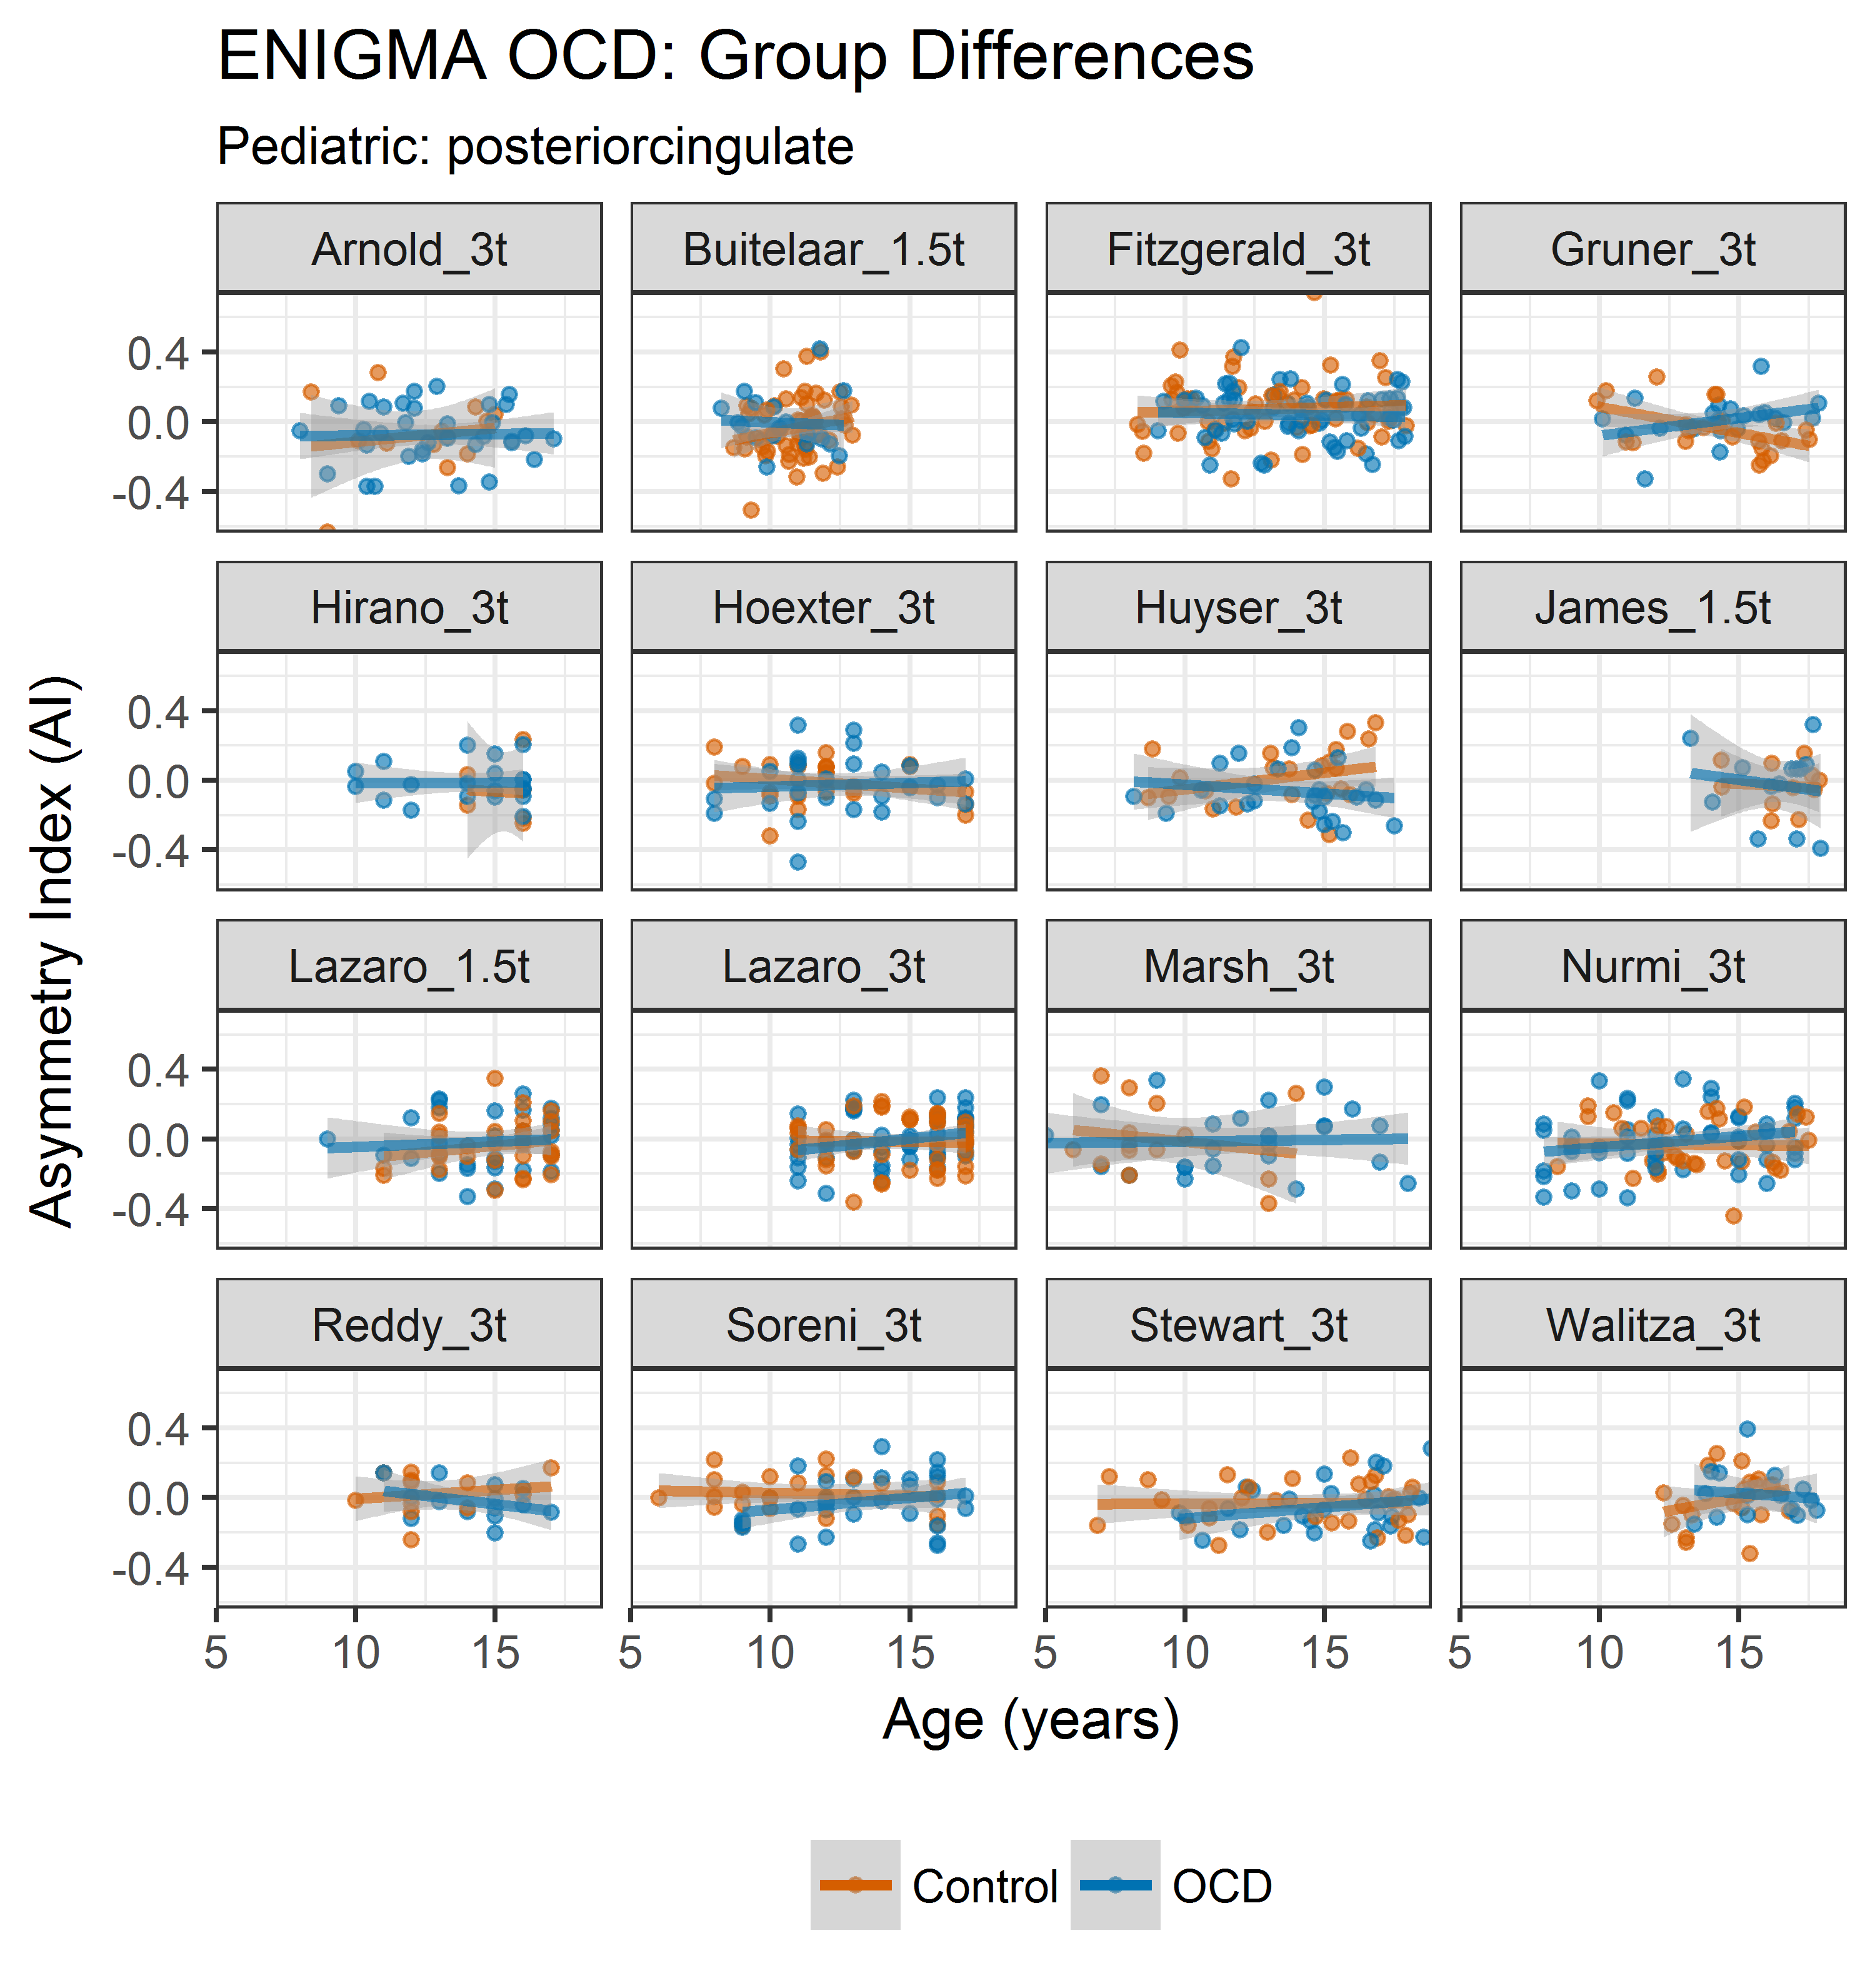 ENIGMA OCD: Group Differences
Pediatric: posteriorcingulate
Arnold_3t Buitelaar_1.5t Fitzgerald_3t Gruner_3t
0.4
0.0
-0.4
Hirano_3t Hoexter_3t Huyser_3t James_1.5t
0.4
0.0
-0.4
Lazaro_1.5t Lazaro_3t Marsh_3t Nurmi_3t
0.4
0.0
-0.4
Reddy_3t Soreni_3t Stewart_3t Walitza_3t
0.4
0.0
-0.4
5 10 15 5 10 15 5 10 15 5 10 15
Asymmetry Index (AI)
Age (years)
Control OCD